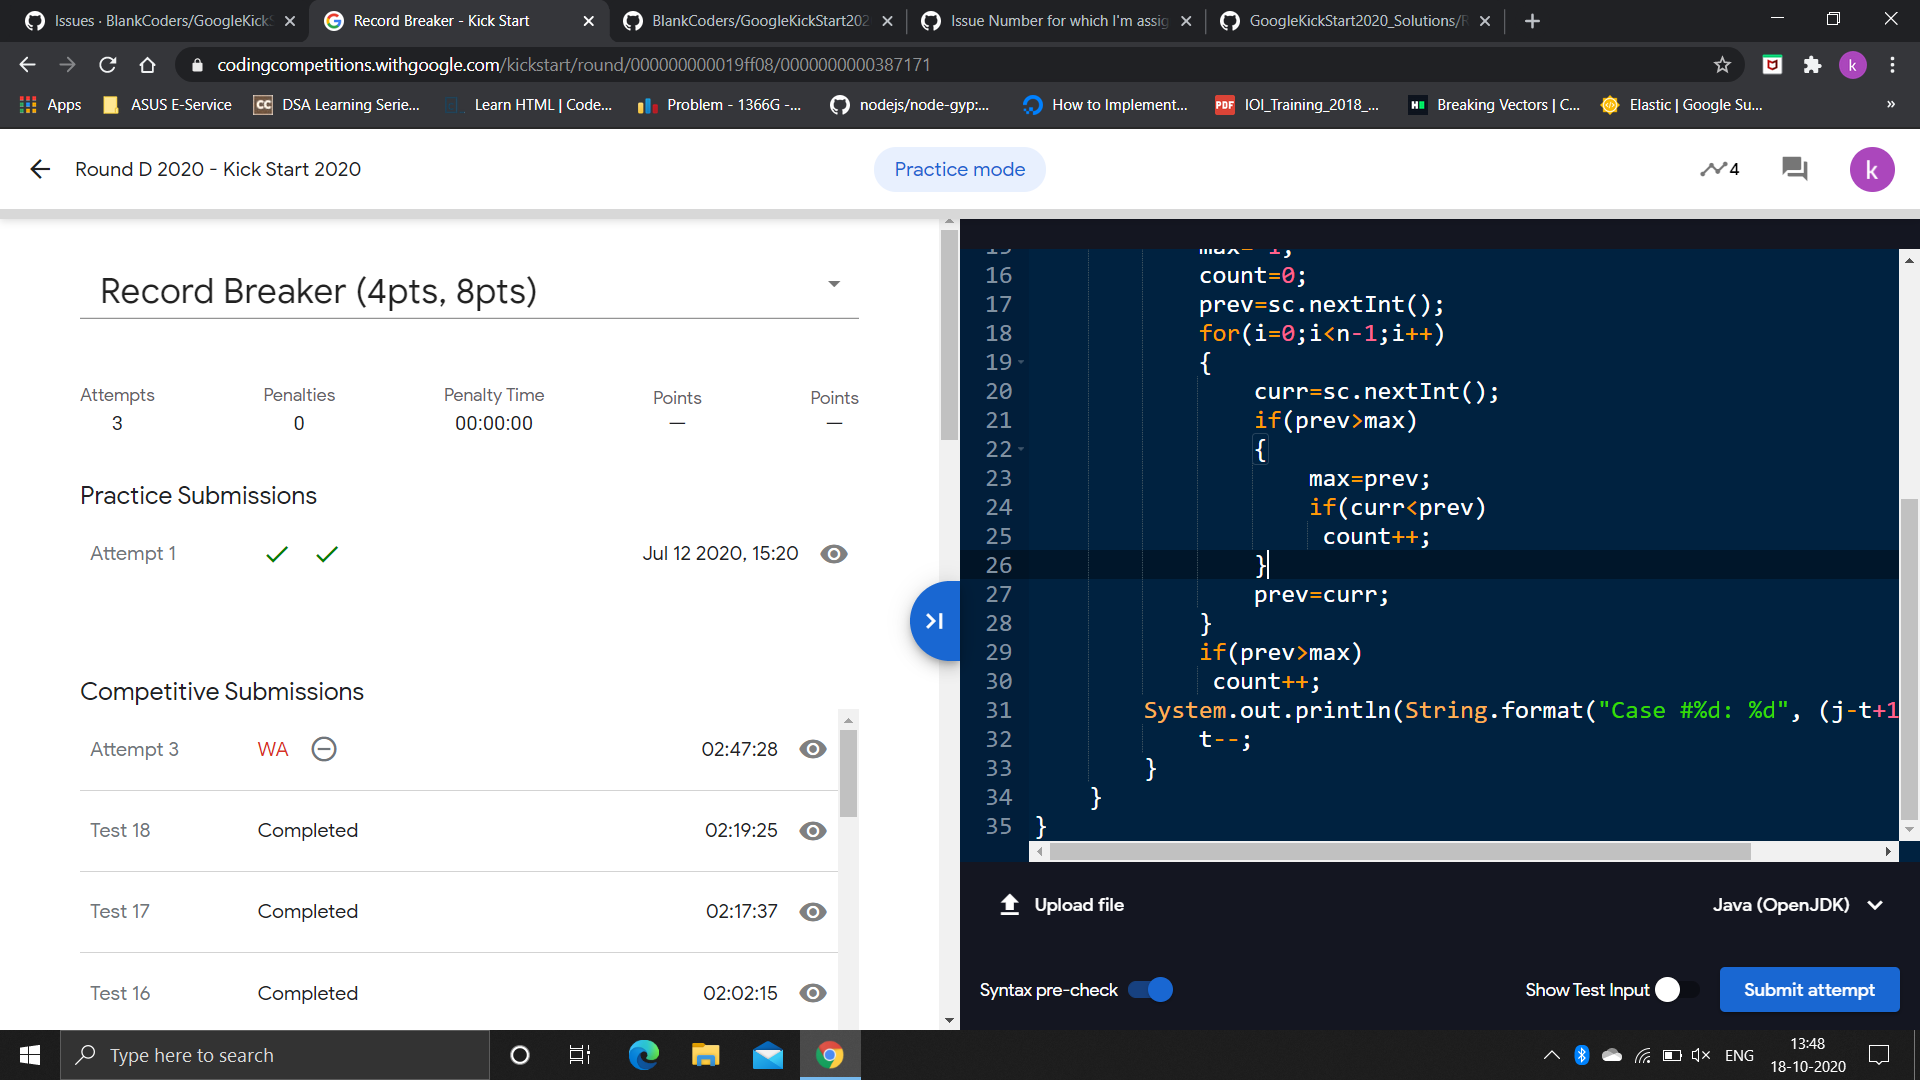 Issues · BlankCoders/GoogleKickS
Record Breaker - Kick Start
BlankCoders/GoogleKickStart202
Issue Number for which I'm assig
GoogleKickStart2020_Solutions/R
codingcompetitions.withgoogle.com/kickstart/round/000000000019ff08/0000000000387171
k
Apps
ASUS E-Service
CC
DSA Learning Serie...
Learn HTML | Code...
Problem - 1366G -...
nodejs/node-gyp:...
How to Implement...
PDF
IOI_Training_2018_...
Breaking Vectors | C...
Elastic | Google Su...
»
Round D 2020 - Kick Start 2020
Practice mode
4
k
Record Breaker (4pts, 8pts)
Attempts Penalties Penalty Time Points Points
3 0 00:00:00 — —
Practice Submissions
Attempt 1 Jul 12 2020, 15:20
Competitive Submissions
Attempt 3 WA 02:47:28
Test 18 Completed 02:19:25
Test 17 Completed 02:17:37
Test 16 Completed 02:02:15
16 count=0;
17 prev=sc.nextInt();
18 for(i=0;i<n-1;i++)
19 {
20 curr=sc.nextInt();
21 if(prev>max)
22 {
23 max=prev;
24 if(curr<prev)
25 count++;
26 }
27 prev=curr;
28 }
29 if(prev>max)
30 count++;
31 System.out.println(String.format("Case #%d: %d", (j-t+1
32 t--;
33 }
34 }
35 }
Upload file
Java (OpenJDK)
Syntax pre-check
Show Test Input
Submit attempt
Type here to search
ENG
13:48
18-10-2020